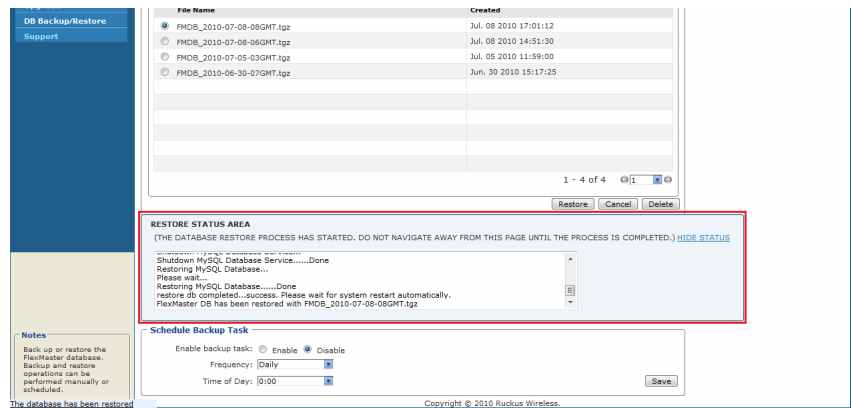 DB Backup/Restore
Support
File Name Created
FMDB_2010-07-08-08GMT.tgz Jul. 08 2010 17:01:12
FMDB_2010-07-08-06GMT.tgz Jul. 08 2010 14:51:30
FMDB_2010-07-05-03GMT.tgz Jul. 05 2010 11:59:00
FMDB_2010-06-30-07GMT.tgz Jun. 30 2010 15:17:25
1 - 4 of 4 1
Restore Cancel Delete
RESTORE STATUS AREA
(THE DATABASE RESTORE PROCESS HAS STARTED. DO NOT NAVIGATE AWAY FROM THIS PAGE UNTIL THE PROCESS IS COMPLETED.) HIDE STATUS
Shutdown MySQL Database Service......Done
Restoring MySQL Database...
Please wait...
Restoring MySQL Database......Done
restore db completed...success. Please wait for system restart automatically.
FlexMaster DB has been restored with FMDB_2010-07-08-08GMT.tgz
Notes
Back up or restore the
FlexMaster database.
Backup and restore
operations can be
performed manually or
scheduled.
Schedule Backup Task
Enable backup task: Enable Disable
Frequency: Daily
Time of Day: 0:00
Save
The database has been restored
Copyright © 2010 Ruckus Wireless.